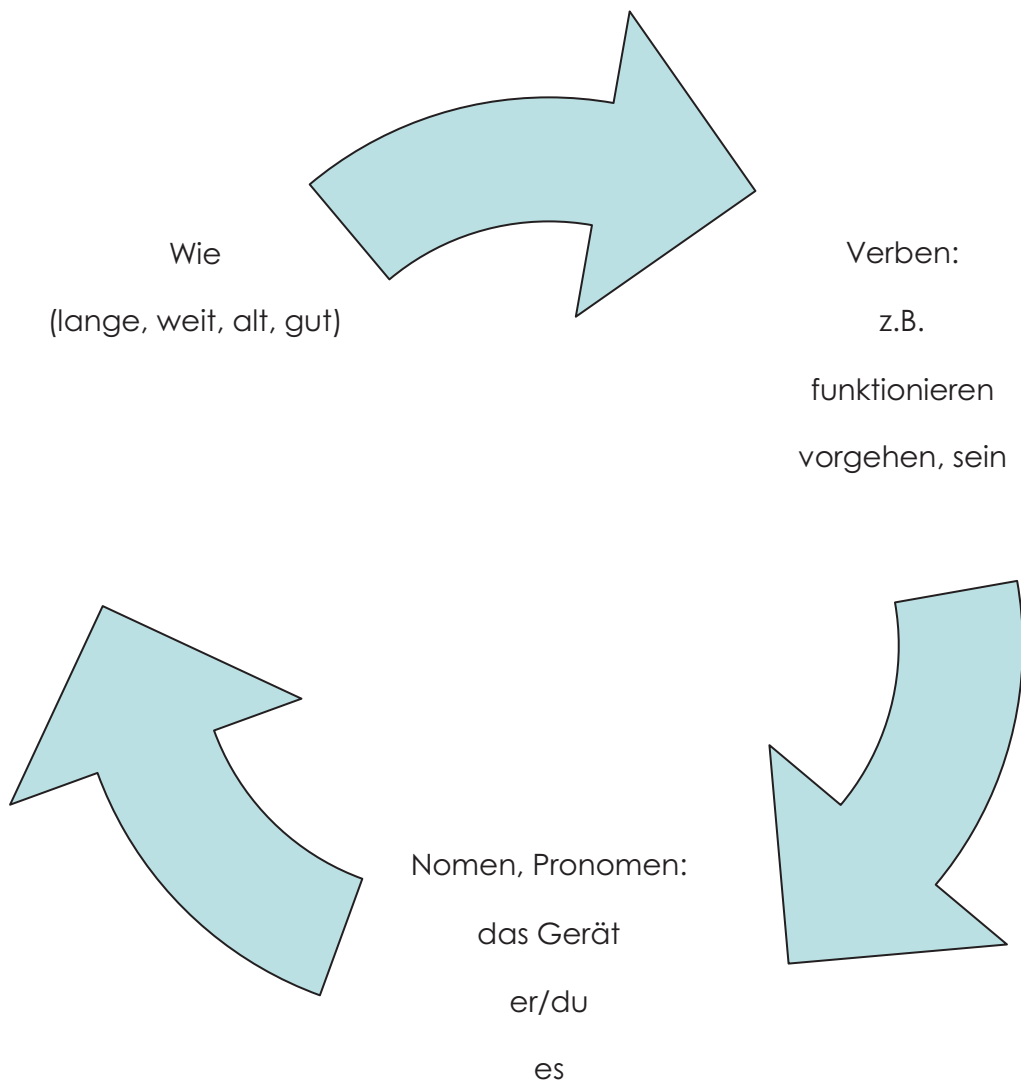 Wie
(lange, weit, alt, gut)
Verben:
z.B.
funktionieren
vorgehen, sein
Nomen, Pronomen:
das Gerät
er/du
es